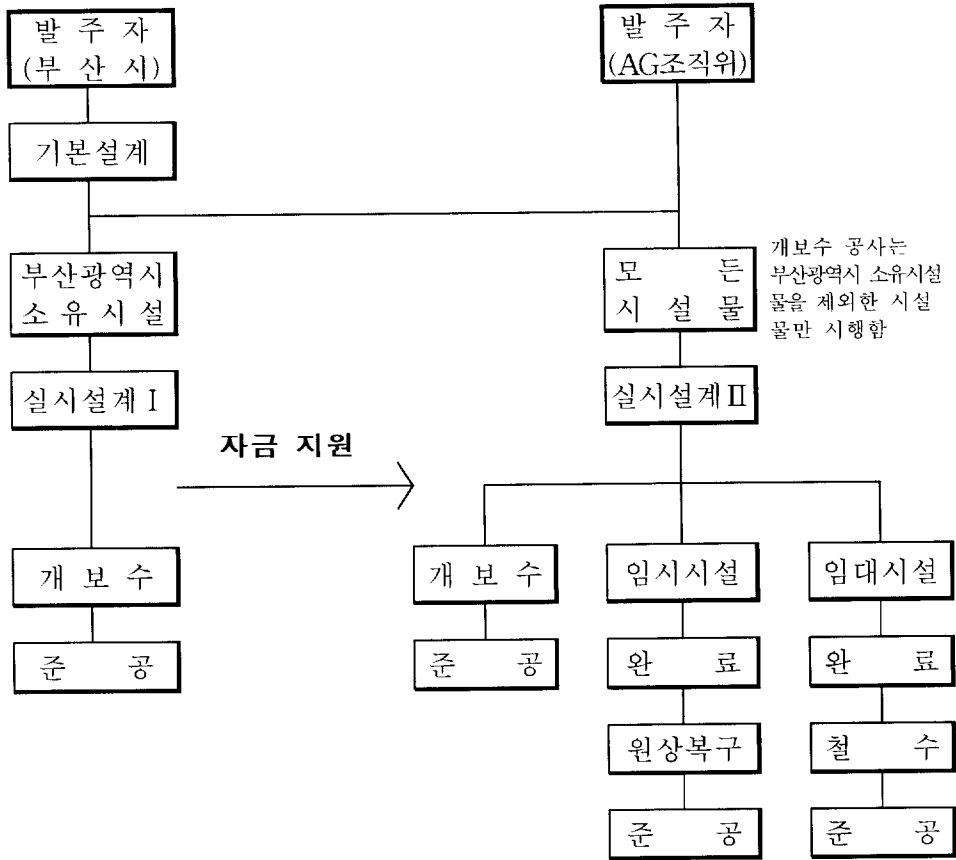 발 주 자
(부 산 시)
발 주 자
(AG조직위)
기본설계
부산광역시
소 유 시 설
모 든
시 설 물
개보수 공사는
부산광역시 소유시설
물을 제외한 시설
물만 시행함
실시설계Ⅰ
실시설계Ⅱ
자금 지원
개 보 수
개 보 수
임시시설
임대시설
준 공
준 공
완 료
완 료
원상복구
철 수
준 공
준 공